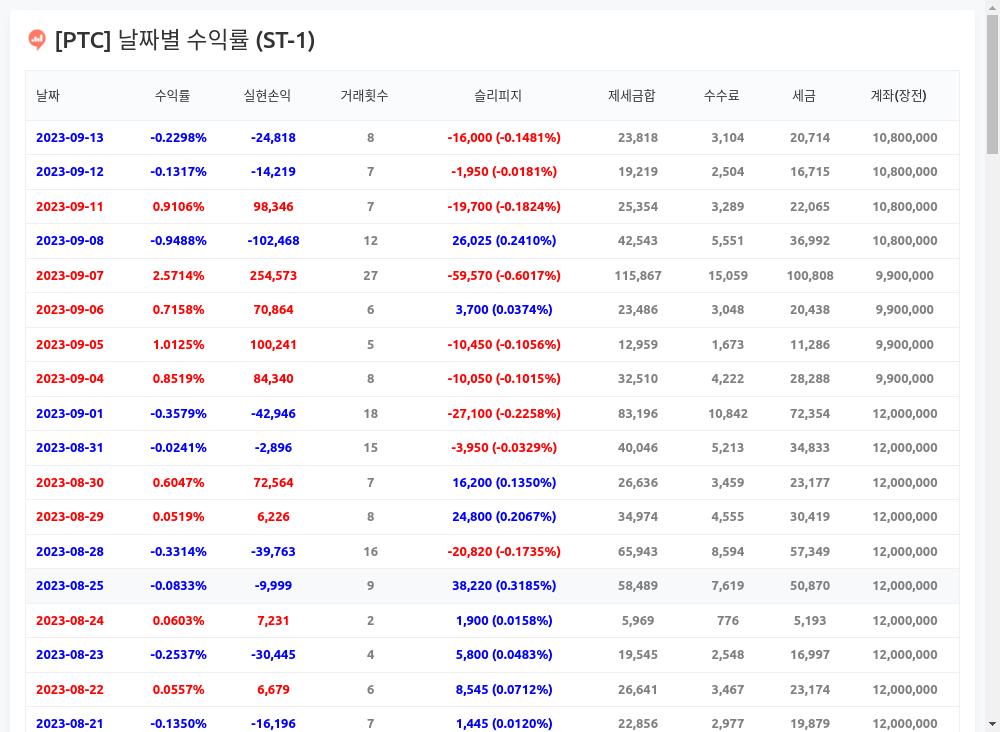 [PTC] 날짜별 수익률 (ST-1)
날짜 수익률 실현손익 거래횟수 슬리피지 제세금합 수수료 세금 계좌(장전)
2023-09-13 -0.2298% -24,818 8 -16,000 (-0.1481%) 23,818 3,104 20,714 10,800,000
2023-09-12 -0.1317% -14,219 7 -1,950 (-0.0181%) 19,219 2,504 16,715 10,800,000
2023-09-11 0.9106% 98,346 7 -19,700 (-0.1824%) 25,354 3,289 22,065 10,800,000
2023-09-08 -0.9488% -102,468 12 26,025 (0.2410%) 42,543 5,551 36,992 10,800,000
2023-09-07 2.5714% 254,573 27 -59,570 (-0.6017%) 115,867 15,059 100,808 9,900,000
2023-09-06 0.7158% 70,864 6 3,700 (0.0374%) 23,486 3,048 20,438 9,900,000
2023-09-05 1.0125% 100,241 5 -10,450 (-0.1056%) 12,959 1,673 11,286 9,900,000
2023-09-04 0.8519% 84,340 8 -10,050 (-0.1015%) 32,510 4,222 28,288 9,900,000
2023-09-01 -0.3579% -42,946 18 -27,100 (-0.2258%) 83,196 10,842 72,354 12,000,000
2023-08-31 -0.0241% -2,896 15 -3,950 (-0.0329%) 40,046 5,213 34,833 12,000,000
2023-08-30 0.6047% 72,564 7 16,200 (0.1350%) 26,636 3,459 23,177 12,000,000
2023-08-29 0.0519% 6,226 8 24,800 (0.2067%) 34,974 4,555 30,419 12,000,000
2023-08-28 -0.3314% -39,763 16 -20,820 (-0.1735%) 65,943 8,594 57,349 12,000,000
2023-08-25 -0.0833% -9,999 9 38,220 (0.3185%) 58,489 7,619 50,870 12,000,000
2023-08-24 0.0603% 7,231 2 1,900 (0.0158%) 5,969 776 5,193 12,000,000
2023-08-23 -0.2537% -30,445 4 5,800 (0.0483%) 19,545 2,548 16,997 12,000,000
2023-08-22 0.0557% 6,679 6 8,545 (0.0712%) 26,641 3,467 23,174 12,000,000
2023-08-21 -0.1350% -16,196 7 1,445 (0.0120%) 22,856 2,977 19,879 12,000,000